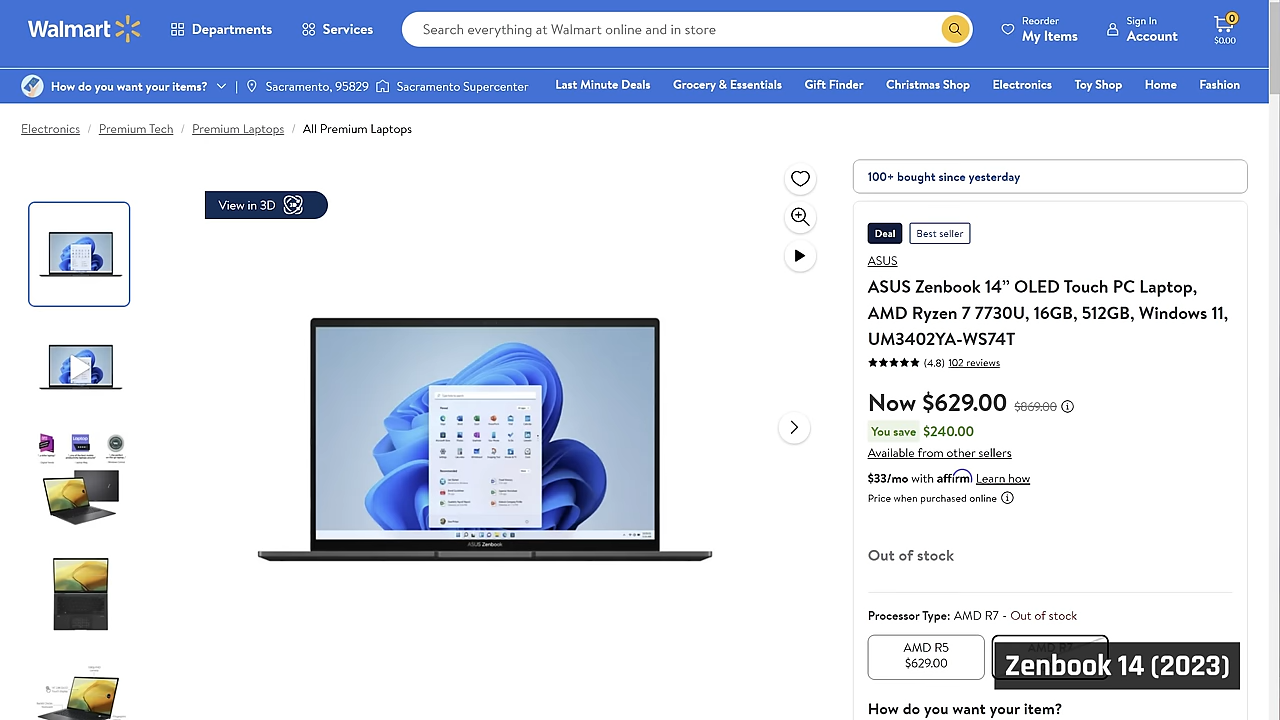 Walmart
Departments
Services
Search everything at Walmart online and in store
Reorder
My Items
Sign In
Account
0
$0.00
How do you want your items?
Sacramento, 95829
Sacramento Supercenter
Last Minute Deals
Grocery & Essentials
Gift Finder
Christmas Shop
Electronics
Toy Shop
Home
Fashion
Electronics / Premium Tech / Premium Laptops / All Premium Laptops
View in 3D
ASUS Zenbook
100+ bought since yesterday
Deal
Best seller
ASUS
ASUS Zenbook 14” OLED Touch PC Laptop,
AMD Ryzen 7 7730U, 16GB, 512GB, Windows 11,
UM3402YA-WS74T
(4.8) 102 reviews
Now $629.00 $869.00
You save $240.00
Available from other sellers
$33/mo with affirm Learn how
Price when purchased online
Out of stock
Processor Type: AMD R7 - Out of stock
AMD R5
$629.00
AMD R7
Zenbook 14 (2023)
How do you want your item?